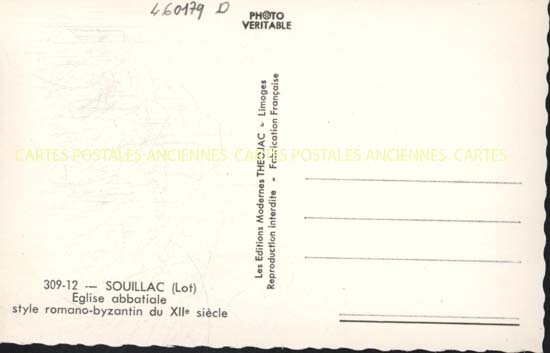 460179 D
PHOTO
VERITABLE
Les Editions Modernes THEOJAC - Limoges
Reproduction interdite - Fabrication Française
CARTES POSTALES ANCIENNES CARTES POSTALES ANCIENNES CARTES
309-12 — SOUILLAC (Lot)
Eglise abbatiale
style romano-byzantin du XIIe siècle